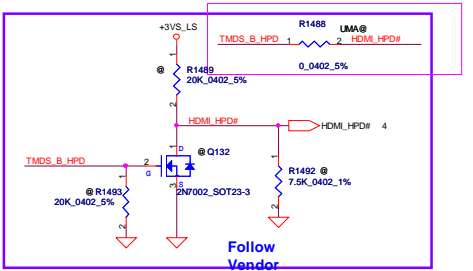 +3VS_LS
R1488
UMA@
TMDS_B_HPD 1 2 HDMI_HPD#
0_0402_5%
1
@ R1489
20K_0402_5%
2
HDMI_HPD# HDMI_HPD# 4
1 D
@ Q132
TMDS_B_HPD 2 G
3 S
2N7002_SOT23-3
1
@ R1493
20K_0402_5%
2
1
R1492 @
7.5K_0402_1%
2
Follow
Vendor